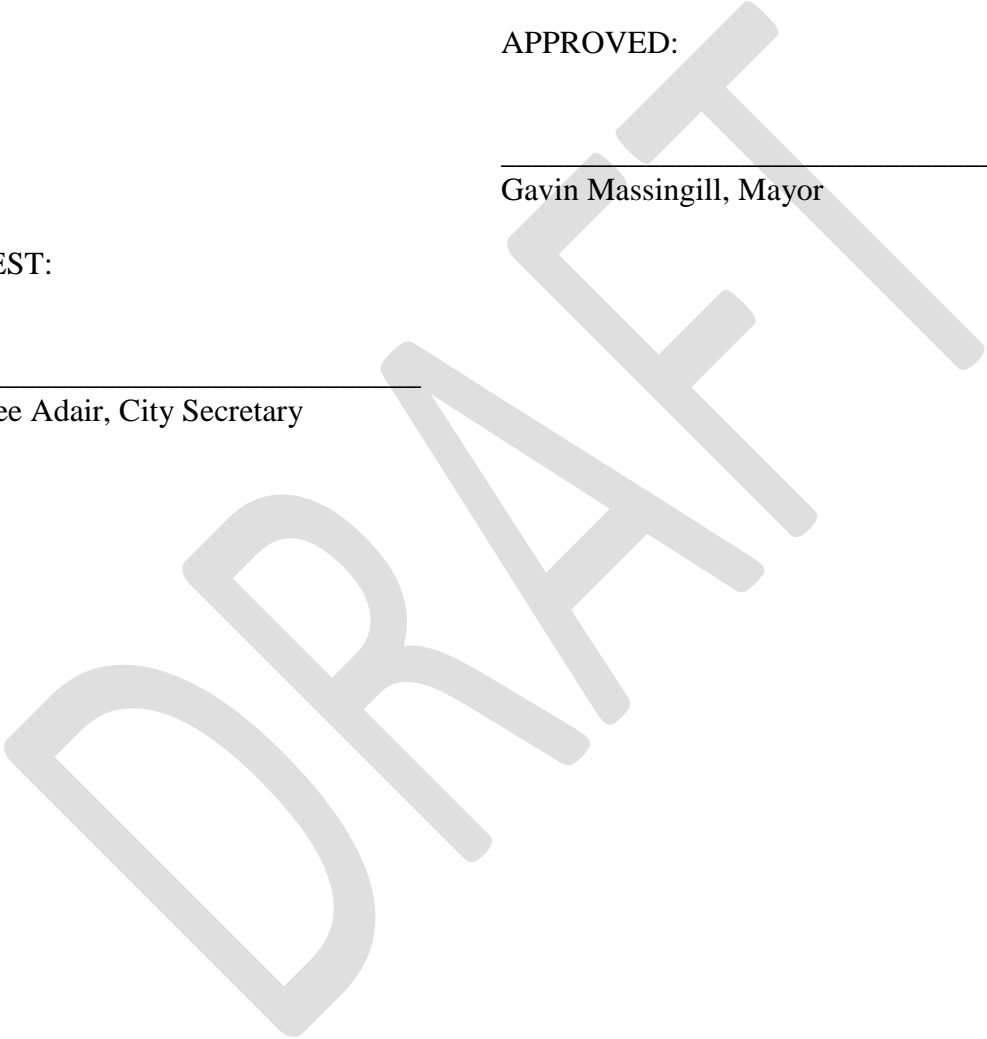 APPROVED:
Gavin Massingill, Mayor
EST:
ee Adair, City Secretary
DRAFT